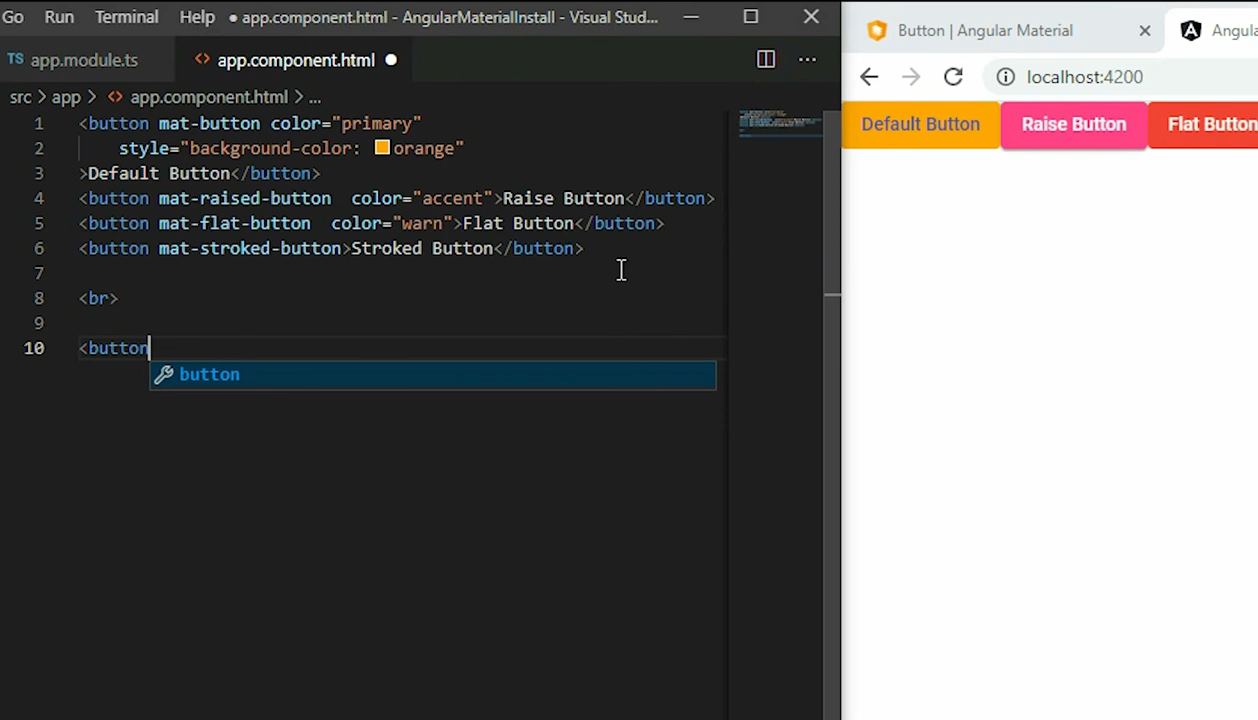 Go Run Terminal Help ● app.component.html - AngularMaterialInstall - Visual Stud...
TS app.module.ts
<> app.component.html ●
src > app > <> app.component.html > ...
1 <button mat-button color="primary"
2 style="background-color: orange"
3 >Default Button</button>
4 <button mat-raised-button  color="accent">Raise Button</button>
5 <button mat-flat-button  color="warn">Flat Button</button>
6 <button mat-stroked-button>Stroked Button</button>
7
8 <br>
9
10 <button
button
Button | Angular Material
Angula
localhost:4200
Default Button Raise Button Flat Button